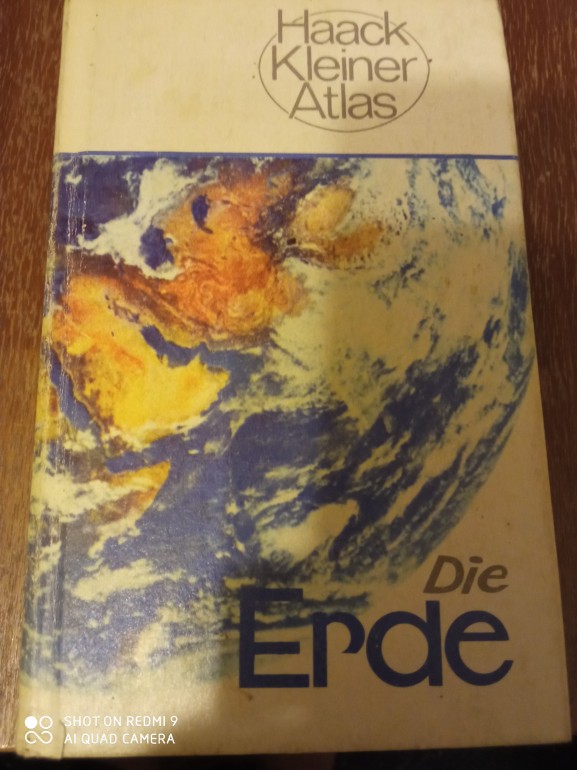 Haack
Kleiner
Atlas
Die
Erde
SHOT ON REDMI 9
AI QUAD CAMERA